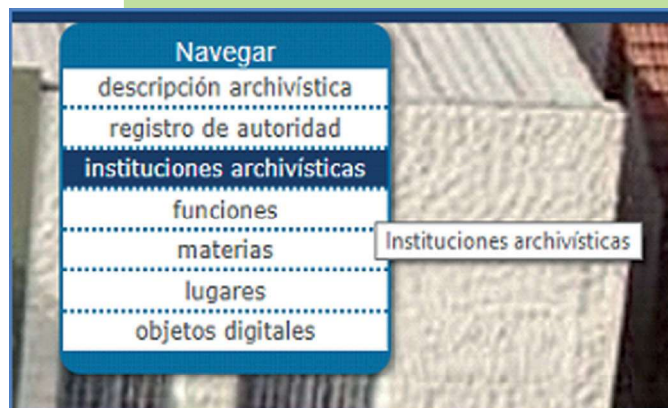 Navegar
descripción archivística
registro de autoridad
instituciones archivísticas
funciones
Instituciones archivísticas
materias
lugares
objetos digitales